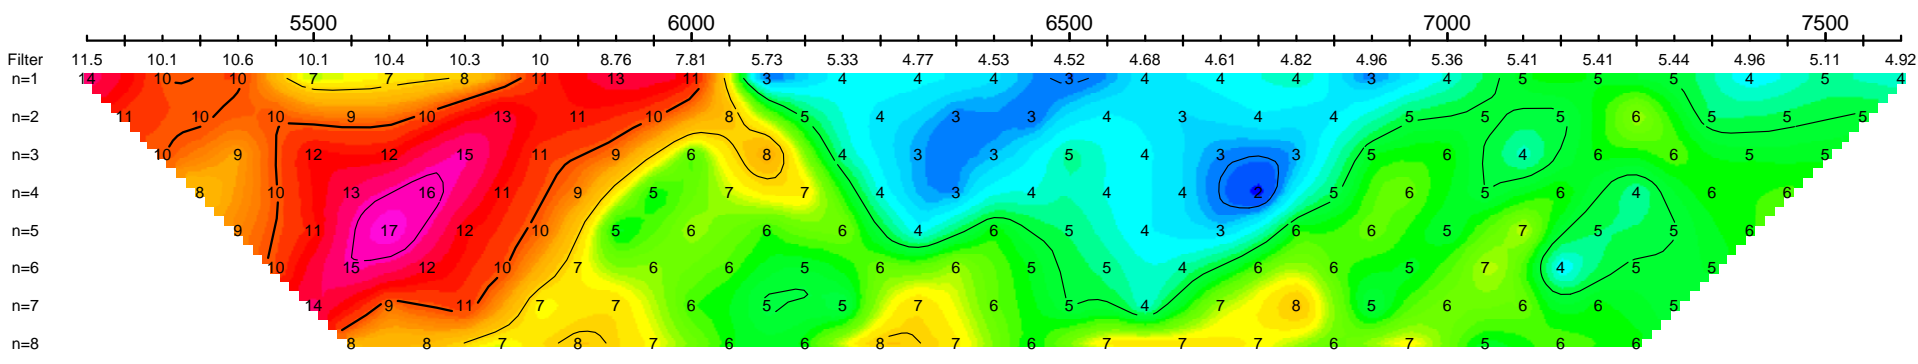 5500 6000 6500 7000 7500
Filter 11.5 10.1 10.6 10.1 10.4 10.3 10 8.76 7.81 5.73 5.33 4.77 4.53 4.52 4.68 4.61 4.82 4.96 5.36 5.41 5.41 5.44 4.96 5.11 4.92
n=1 14 10 10 7 7 8 11 13 11 3 4 4 4 3 4 4 4 3 4 5 5 5 4 5 4
n=2 11 10 10 9 10 13 11 10 8 5 4 3 3 4 3 4 4 5 5 5 6 5 5 5
n=3 10 9 12 12 15 11 9 6 8 4 3 3 5 4 3 3 5 6 4 6 6 5 5
n=4 8 10 13 16 11 9 5 7 7 4 3 4 4 4 2 5 6 5 6 4 6 6
n=5 9 11 17 12 10 5 6 6 6 4 6 5 4 3 6 6 5 7 5 5 6
n=6 10 15 12 10 7 6 6 5 6 6 5 5 4 6 6 5 7 4 5 5
n=7 14 9 11 7 7 6 5 5 7 6 5 4 7 8 5 6 6 6 5
n=8 8 8 7 8 7 6 6 8 7 6 7 7 7 6 7 5 6 6